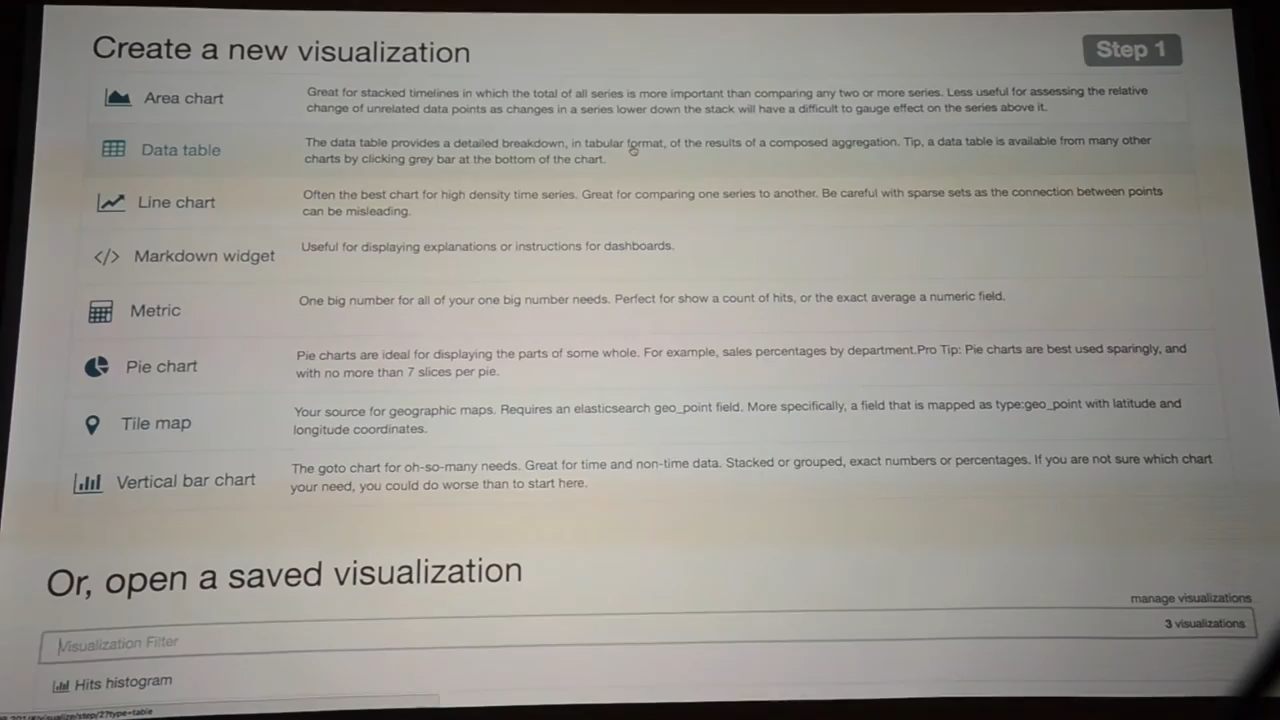 Create a new visualization
Step 1
Area chart
Great for stacked timelines in which the total of all series is more important than comparing any two or more series. Less useful for assessing the relative
change of unrelated data points as changes in a series lower down the stack will have a difficult to gauge effect on the series above it.
Data table
The data table provides a detailed breakdown, in tabular format, of the results of a composed aggregation. Tip, a data table is available from many other
charts by clicking grey bar at the bottom of the chart.
Line chart
Often the best chart for high density time series. Great for comparing one series to another. Be careful with sparse sets as the connection between points
can be misleading.
Markdown widget
Useful for displaying explanations or instructions for dashboards.
Metric
One big number for all of your one big number needs. Perfect for show a count of hits, or the exact average a numeric field.
Pie chart
Pie charts are ideal for displaying the parts of some whole. For example, sales percentages by department.Pro Tip: Pie charts are best used sparingly, and
with no more than 7 slices per pie.
Tile map
Your source for geographic maps. Requires an elasticsearch geo_point field. More specifically, a field that is mapped as type:geo_point with latitude and
longitude coordinates.
Vertical bar chart
The goto chart for oh-so-many needs. Great for time and non-time data. Stacked or grouped, exact numbers or percentages. If you are not sure which chart
your need, you could do worse than to start here.
Or, open a saved visualization
manage visualizations
Visualization Filter
3 visualizations
Hits histogram